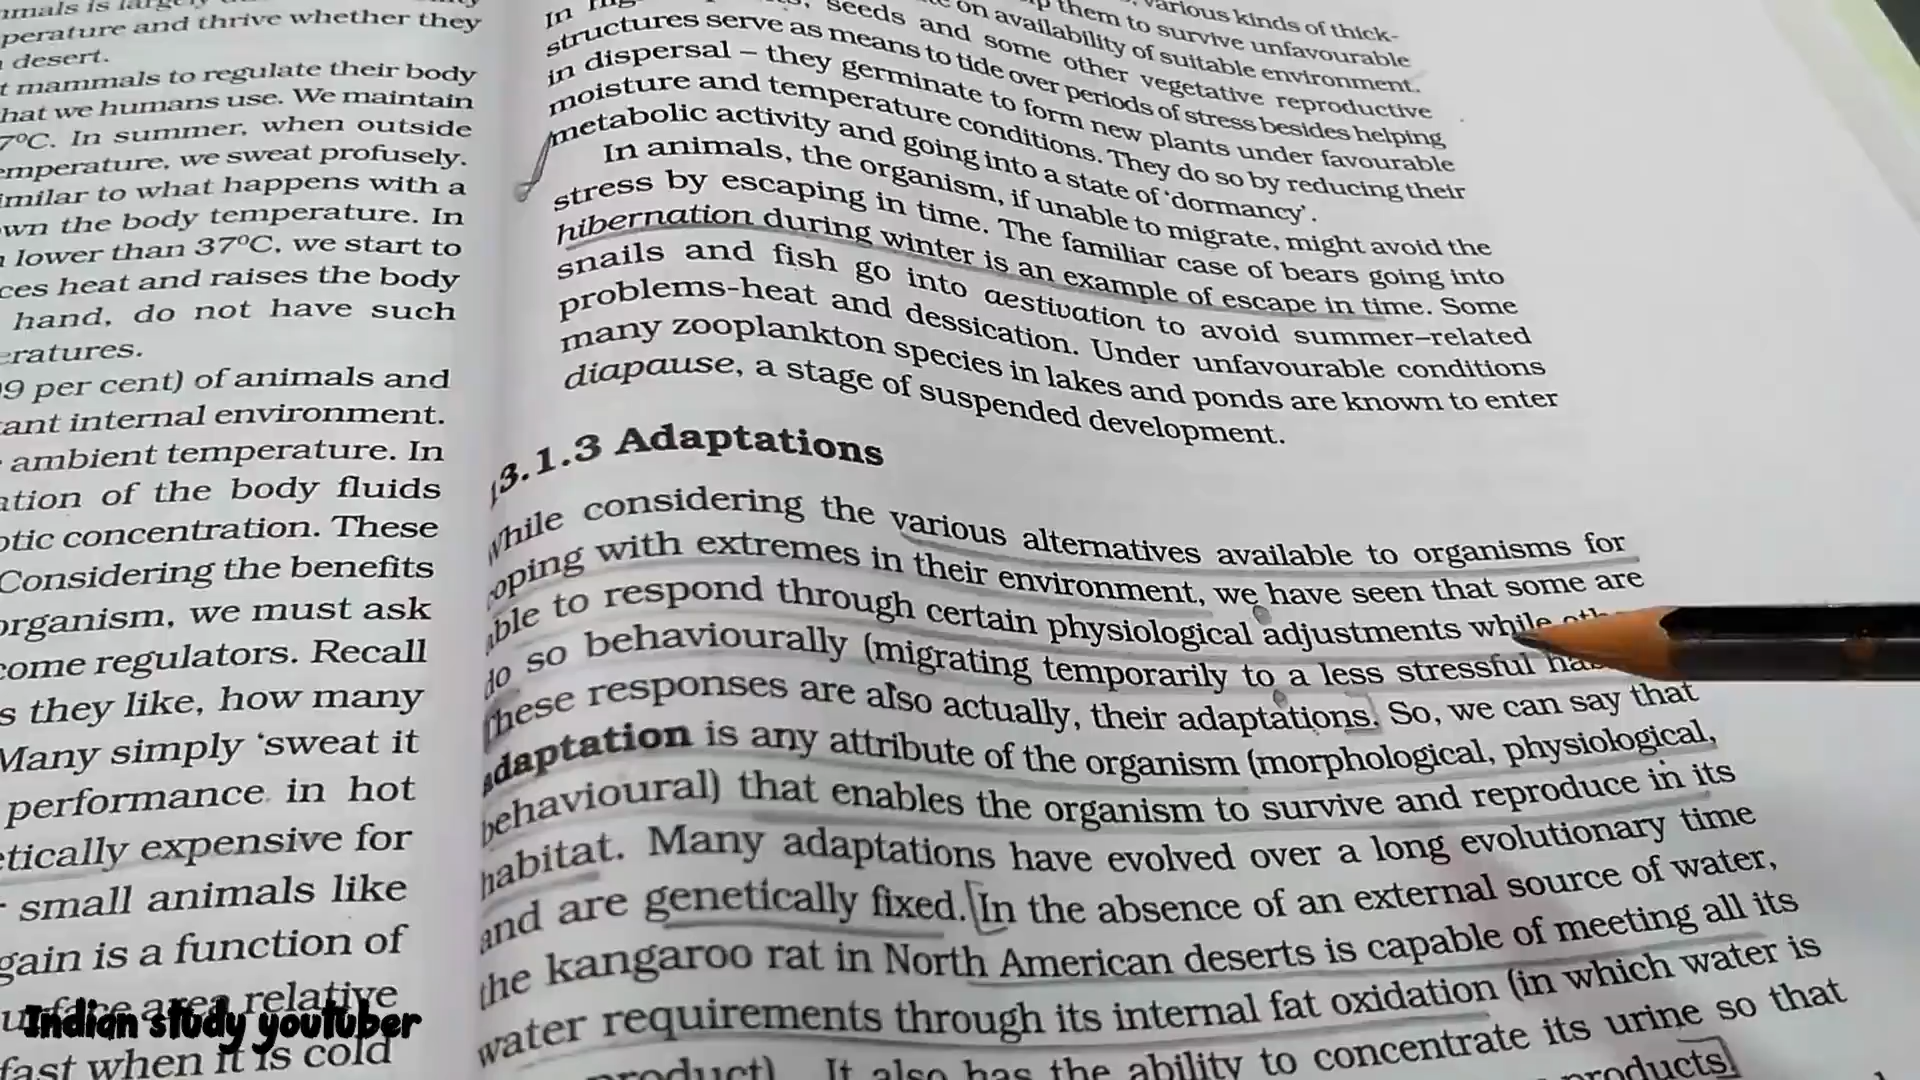 mals is
perature and thrive whether they
desert.
t mammals to regulate their body
hat we humans use. We maintain
7°C. In summer, when outside
emperature, we sweat profusely.
imilar to what happens with a
wn the body temperature. In
lower than 37°C, we start to
ces heat and raises the body
hand, do not have such
eratures.
99 per cent) of animals and
tant internal environment.
ambient temperature. In
ation of the body fluids
otic concentration. These
Considering the benefits
organism, we must ask
come regulators. Recall
s they like, how many
Many simply ‘sweat it
performance in hot
etically expensive for
small animals like
gain is a function of
area relative
fast when it is cold
various kinds of thick-
them to survive unfavourable
on availability of suitable environment.
In seeds and some other vegetative reproductive
structures serve as means to tide over periods of stress besides helping
in dispersal – they germinate to form new plants under favourable
moisture and temperature conditions. They do so by reducing their
metabolic activity and going into a state of ‘dormancy’.
In animals, the organism, if unable to migrate, might avoid the
stress by escaping in time. The familiar case of bears going into
hibernation during winter is an example of escape in time. Some
snails and fish go into aestivation to avoid summer–related
problems-heat and dessication. Under unfavourable conditions
many zooplankton species in lakes and ponds are known to enter
diapause, a stage of suspended development.
13.1.3 Adaptations
While considering the various alternatives available to organisms for
coping with extremes in their environment, we have seen that some are
able to respond through certain physiological adjustments while
do so behaviourally (migrating temporarily to a less stressful
These responses are also actually, their adaptations. So, we can say that
adaptation is any attribute of the organism (morphological, physiological,
behavioural) that enables the organism to survive and reproduce in its
habitat. Many adaptations have evolved over a long evolutionary time
and are genetically fixed. In the absence of an external source of water,
the kangaroo rat in North American deserts is capable of meeting all its
water requirements through its internal fat oxidation (in which water is
product). It also has the ability to concentrate its urine so that
products.
Indian study youtuber